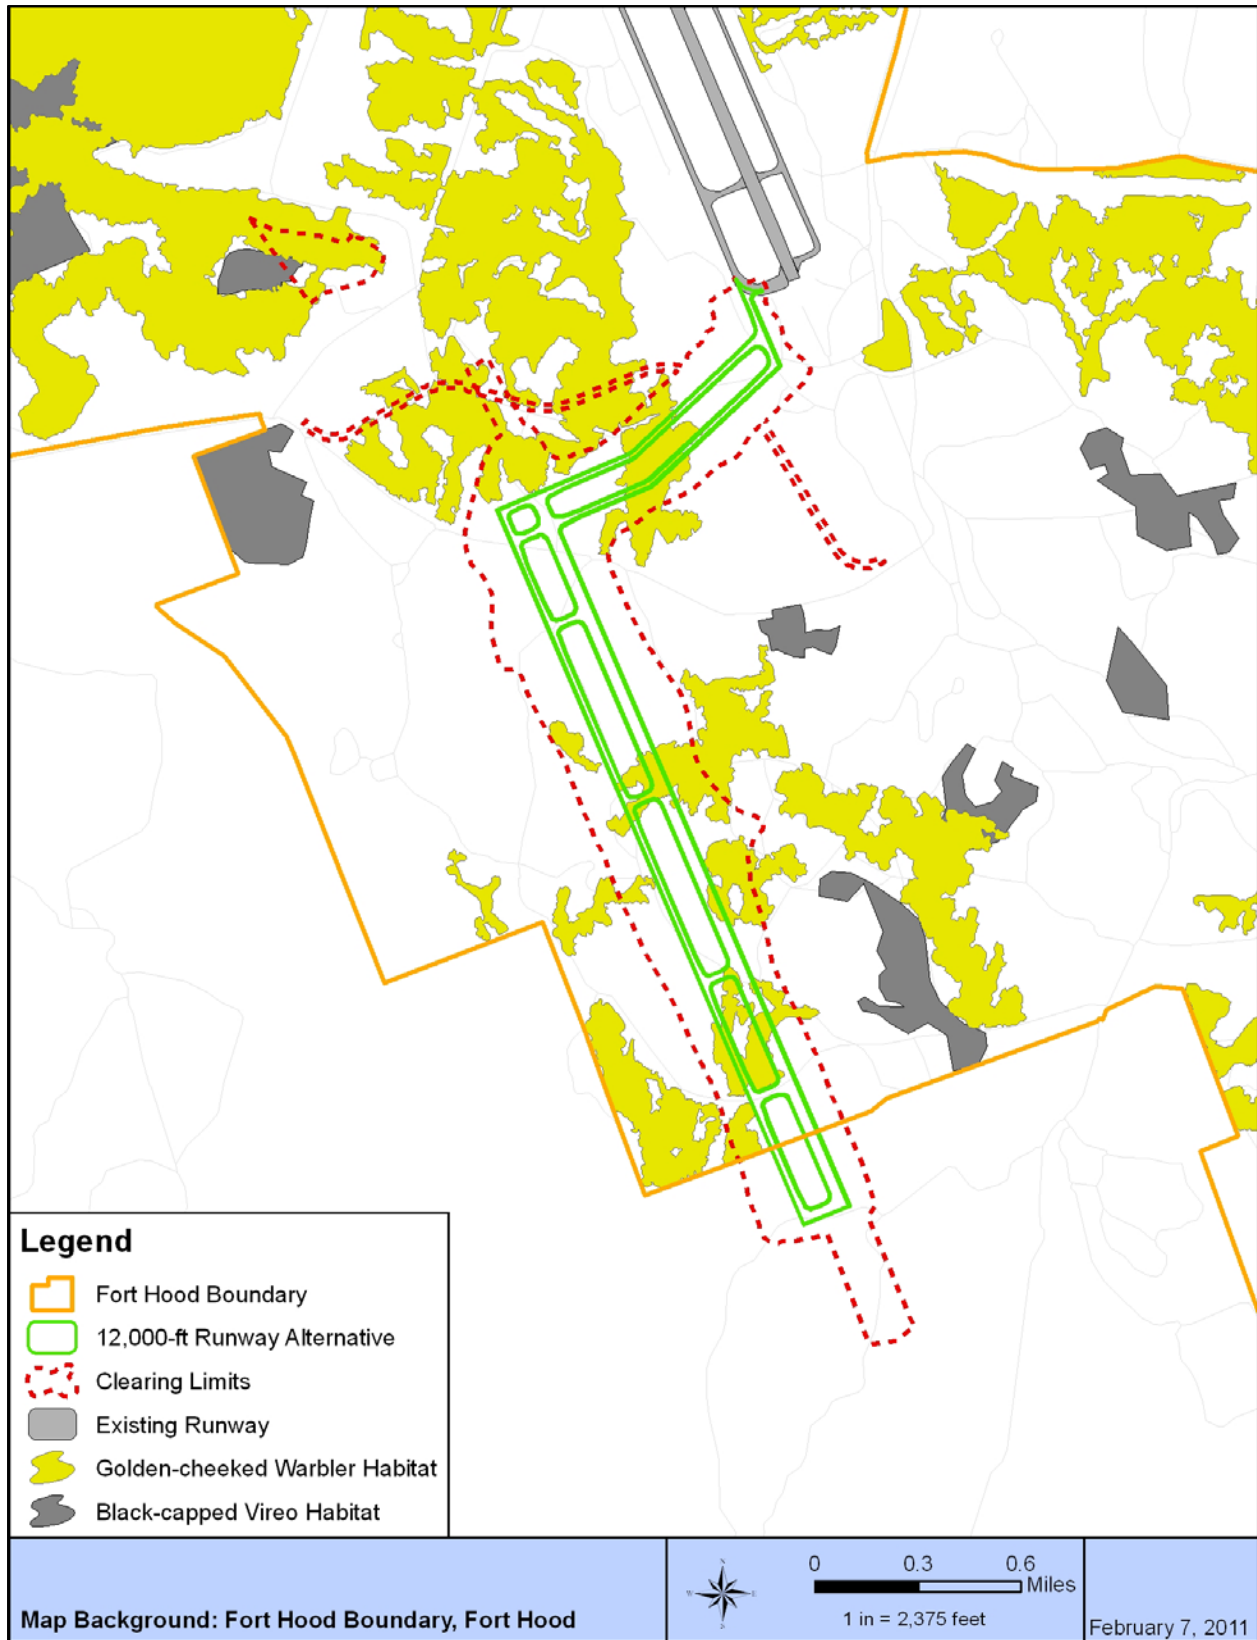 Legend
Fort Hood Boundary
12,000-ft Runway Alternative
Clearing Limits
Existing Runway
Golden-cheeked Warbler Habitat
Black-capped Vireo Habitat
Map Background: Fort Hood Boundary, Fort Hood
N
W E
S
0 0.3 0.6
Miles
1 in = 2,375 feet
February 7, 2011